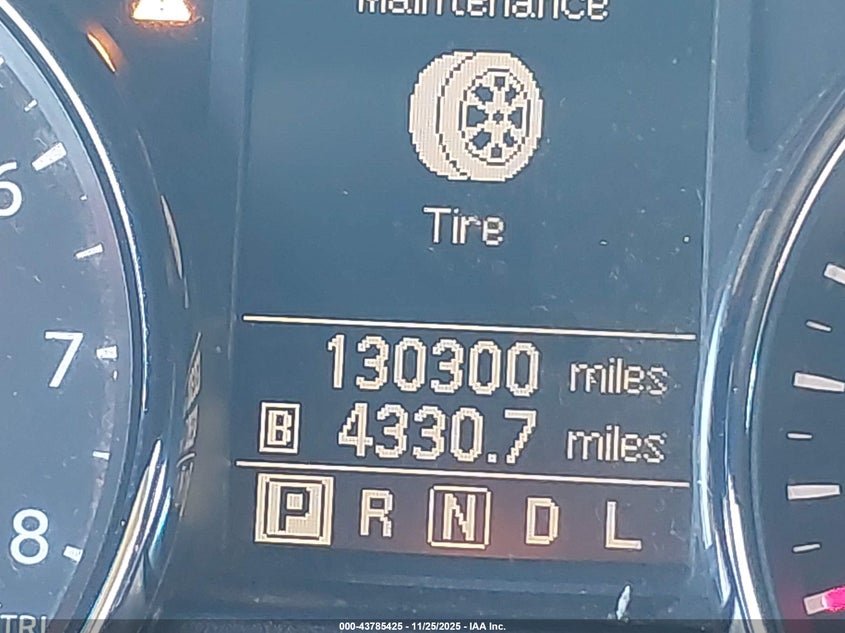 Maintenance
6
Tire
7
130300 miles
B 4330.7 miles
P R N D L
8
000-43785425 - 11/25/2025 - IAA Inc.